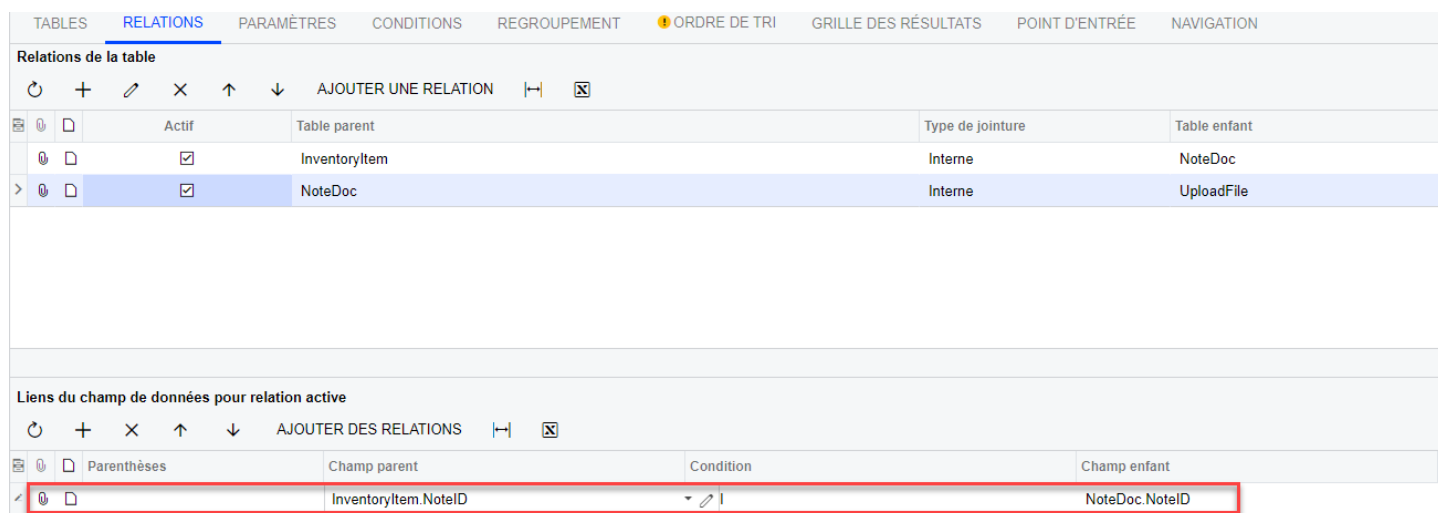 TABLES RELATIONS PARAMÈTRES CONDITIONS REGROUPEMENT ORDRE DE TRI GRILLE DES RÉSULTATS POINT D'ENTRÉE NAVIGATION
Relations de la table
AJOUTER UNE RELATION
Actif Table parent Type de jointure Table enfant
InventoryItem Interne NoteDoc
NoteDoc Interne UploadFile
Liens du champ de données pour relation active
AJOUTER DES RELATIONS
Parenthèses Champ parent Condition Champ enfant
InventoryItem.NoteID I NoteDoc.NoteID